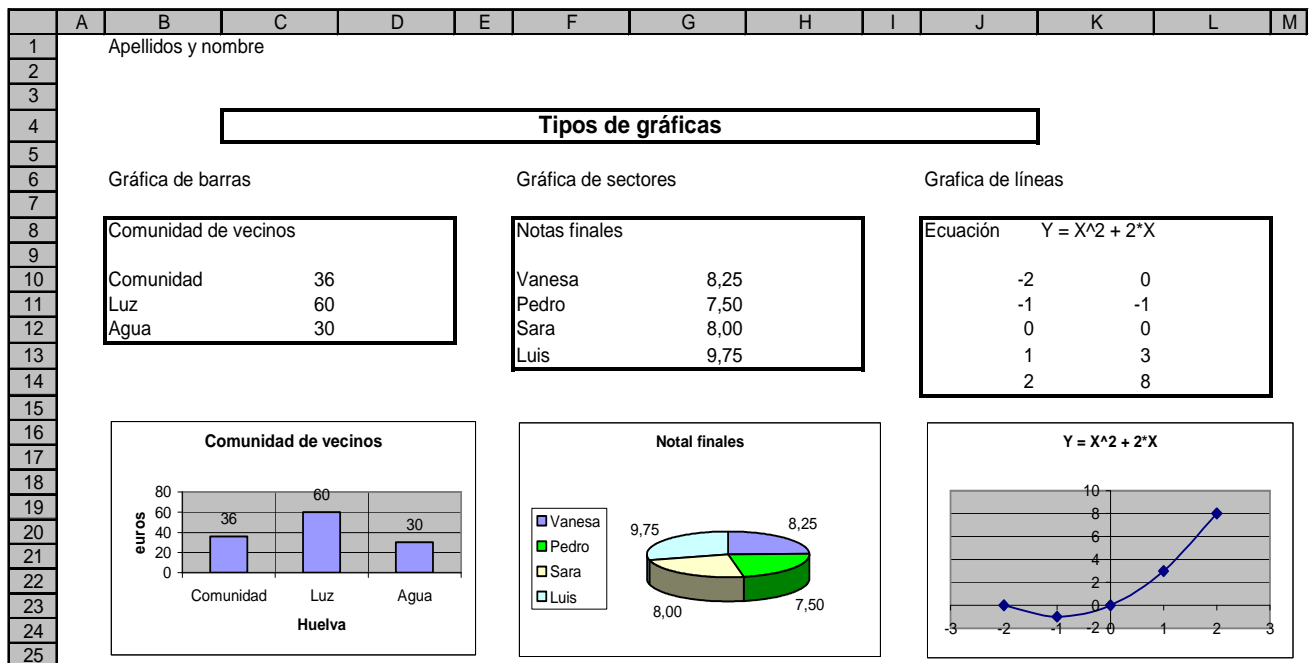 A B C D E F G H I J K L M
1 Apellidos y nombre
2
3
4 Tipos de gráficas
5
6 Gráfica de barras Gráfica de sectores Grafica de líneas
7
8 Comunidad de vecinos Notas finales Ecuación Y = X^2 + 2*X
9
10 Comunidad 36 Vanesa 8,25 -2 0
11 Luz 60 Pedro 7,50 -1 -1
12 Agua 30 Sara 8,00 0 0
13 Luis 9,75 1 3
14 2 8
15
16
17
18
19
20
21
22
23
24
25
Comunidad de vecinos
euros
80
60
40
20
0
36
60
30
Comunidad Luz Agua
Huelva
Notal finales
Vanesa
Pedro
Sara
Luis
9,75
8,25
8,00
7,50
Y = X^2 + 2*X
10
8
6
4
2
0
-2
-3 -2 -1 0 1 2 3